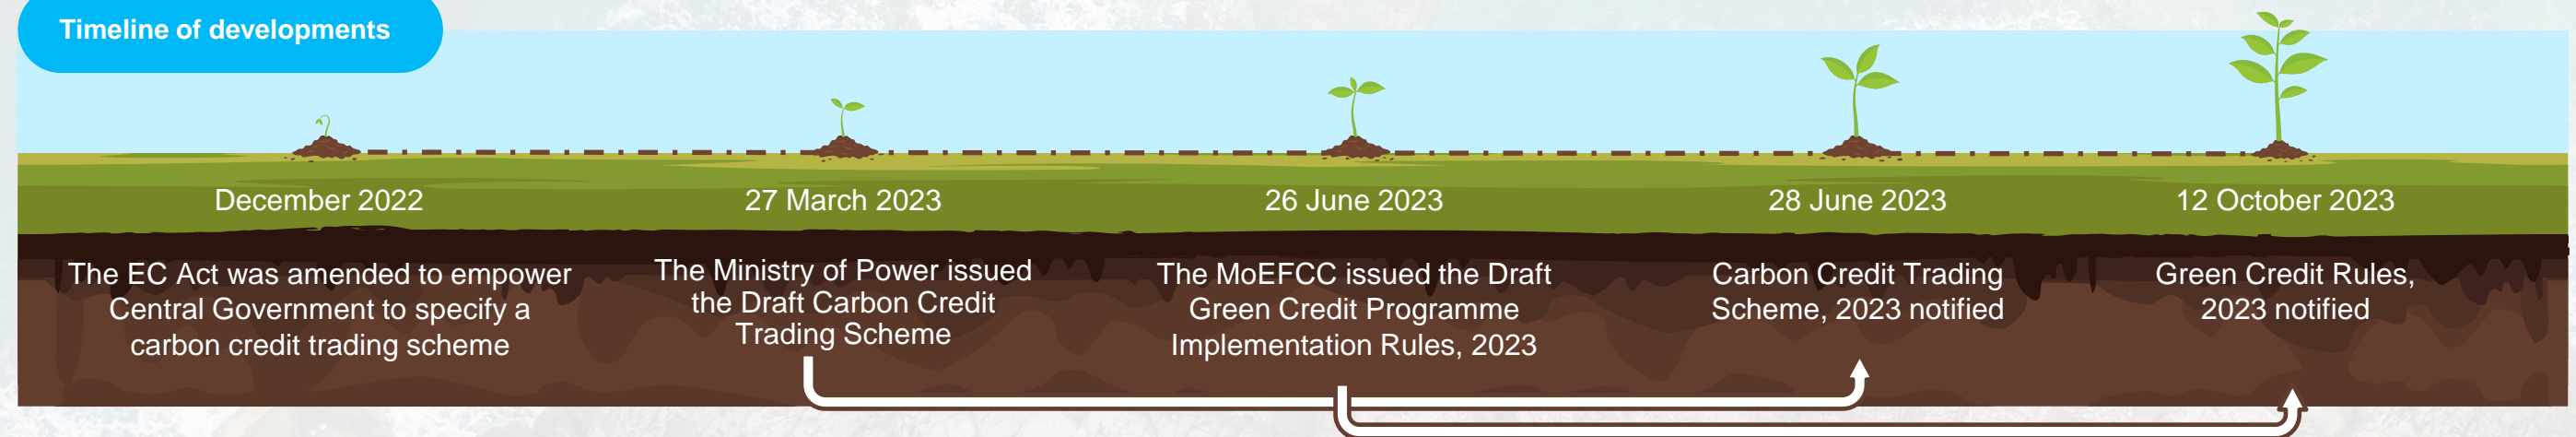 Timeline of developments
December 2022
27 March 2023
26 June 2023
28 June 2023
12 October 2023
The EC Act was amended to empower
Central Government to specify a
carbon credit trading scheme
The Ministry of Power issued
the Draft Carbon Credit
Trading Scheme
The MoEFCC issued the Draft
Green Credit Programme
Implementation Rules, 2023
Carbon Credit Trading
Scheme, 2023 notified
Green Credit Rules,
2023 notified